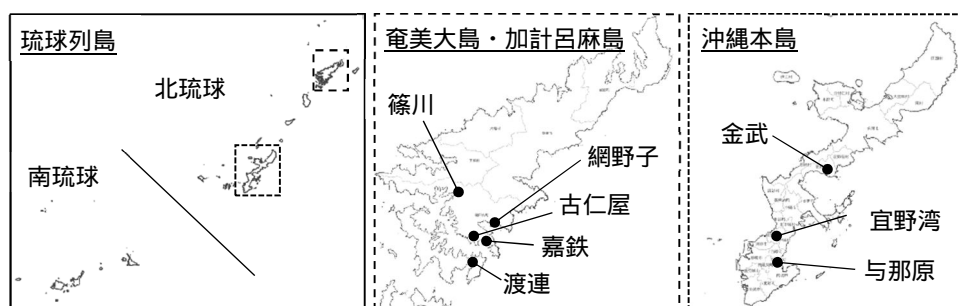 琉球列島
北琉球
南琉球
奄美大島・加計呂麻島
篠川
網野子
古仁屋
嘉鉄
渡連
沖縄本島
金武
宜野湾
与那原